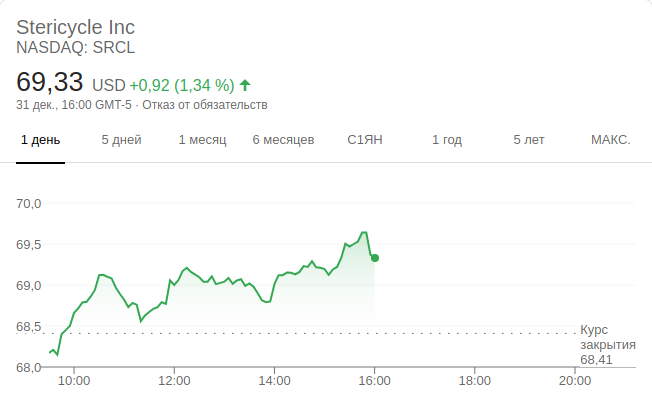 Stericycle Inc
NASDAQ: SRCL
69,33 USD +0,92 (1,34 %)
31 дек., 16:00 GMT-5 · Отказ от обязательств
1 день 5 дней 1 месяц 6 месяцев С1ЯН 1 год 5 лет МАКС.
70,0
69,5
69,0
68,5
Курс
закрытия
68,41
68,0
10:00 12:00 14:00 16:00 18:00 20:00